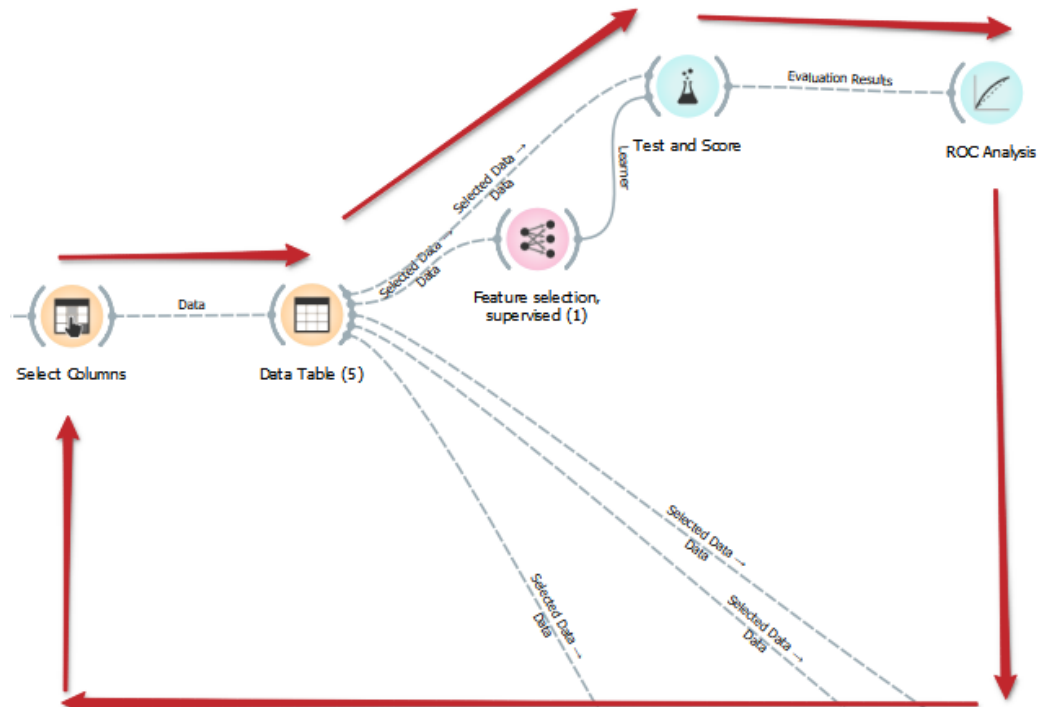 Evaluation Results
Test and Score
ROC Analysis
Learner
Selected Data →
Data
Selected Data →
Data
Feature selection,
supervised (1)
Data
Select Columns
Data Table (5)
Selected Data →
Data
Selected Data →
Data
Selected Data →
Data